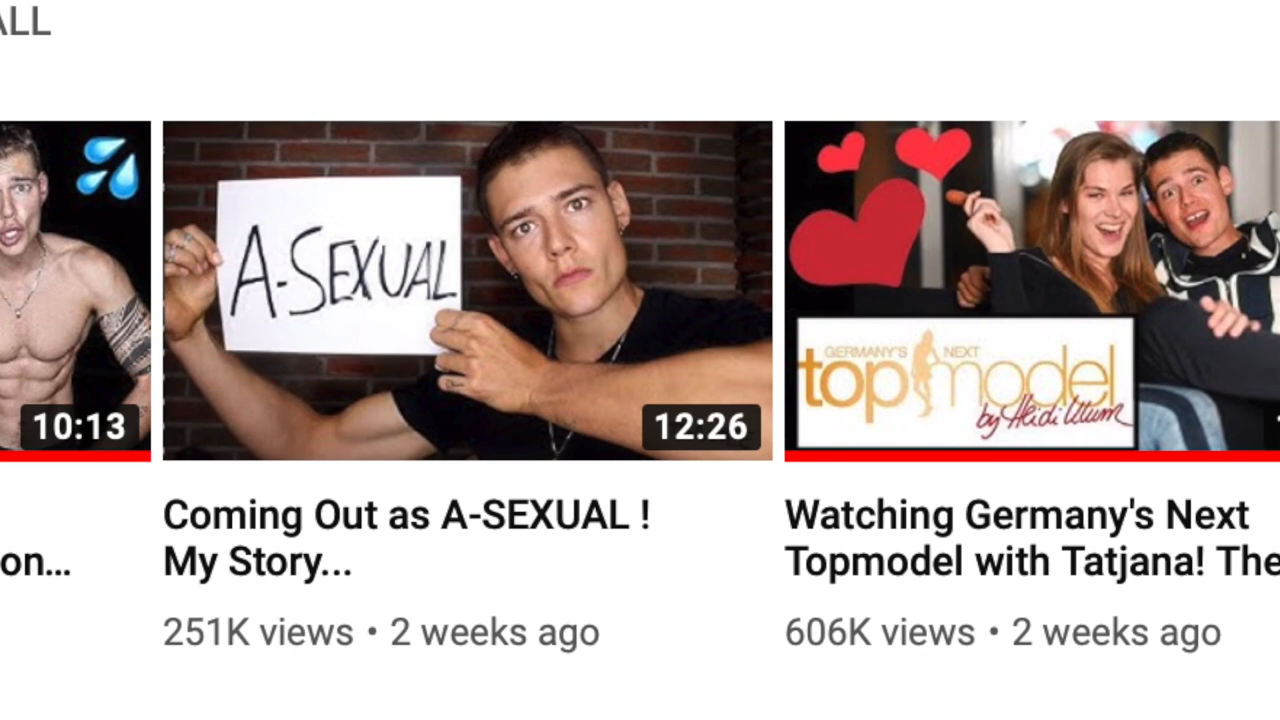 ALL
10:13
A-SEXUAL
12:26
GERMANY'S NEXT
topmodel
by Heidi Klum
on...
Coming Out as A-SEXUAL !
My Story...
251K views • 2 weeks ago
Watching Germany's Next
Topmodel with Tatjana! The
606K views • 2 weeks ago